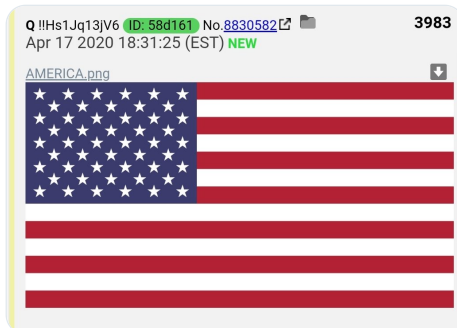 Q !!Hs1Jq13jV6 ID: 58d161 No.8830582 3983
Apr 17 2020 18:31:25 (EST) NEW
AMERICA.png